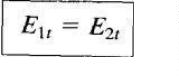 E₁ₜ = E₂ₜ